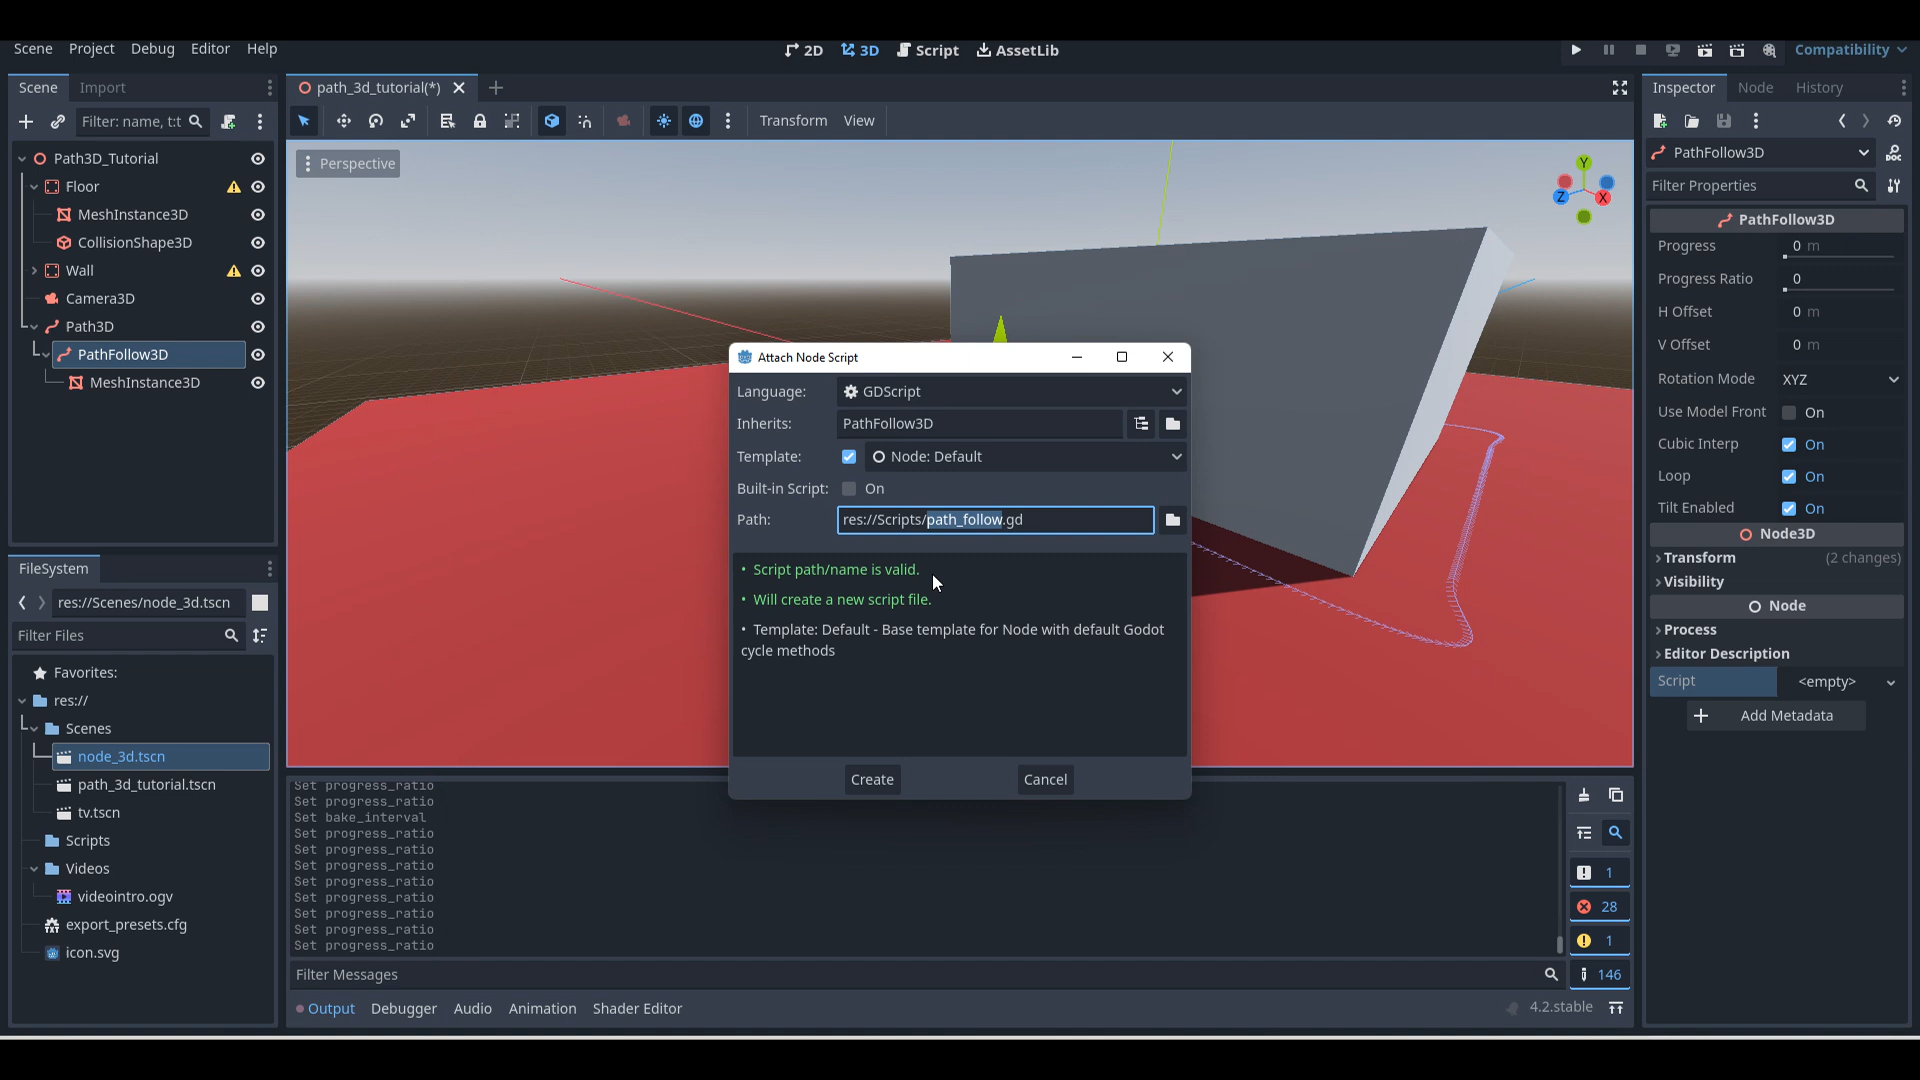 Scene Project Debug Editor Help
2D 3D Script AssetLib
Compatibility
Scene Import
Filter: name, t:t
Path3D_Tutorial
Floor
MeshInstance3D
CollisionShape3D
Wall
Camera3D
Path3D
PathFollow3D
MeshInstance3D
FileSystem
res://Scenes/node_3d.tscn
Filter Files
Favorites:
res://
Scenes
node_3d.tscn
path_3d_tutorial.tscn
tv.tscn
Scripts
Videos
videointro.ogv
export_presets.cfg
icon.svg
path_3d_tutorial(*)
Transform View
Perspective
Y
Z X
Attach Node Script
Language: GDScript
Inherits: PathFollow3D
Template: Node: Default
Built-in Script: On
Path: res://Scripts/path_follow.gd
• Script path/name is valid.
• Will create a new script file.
• Template: Default - Base template for Node with default Godot
cycle methods
Create Cancel
Set progress_ratio
Set progress_ratio
Set bake_interval
Set progress_ratio
Set progress_ratio
Set progress_ratio
Set progress_ratio
Set progress_ratio
Set progress_ratio
Set progress_ratio
Set progress_ratio
1
28
1
146
Filter Messages
Output Debugger Audio Animation Shader Editor
4.2.stable
Inspector Node History
PathFollow3D
DOC
Filter Properties
PathFollow3D
Progress 0 m
Progress Ratio 0
H Offset 0 m
V Offset 0 m
Rotation Mode XYZ
Use Model Front On
Cubic Interp On
Loop On
Tilt Enabled On
Node3D
Transform (2 changes)
Visibility
Node
Process
Editor Description
Script <empty>
Add Metadata